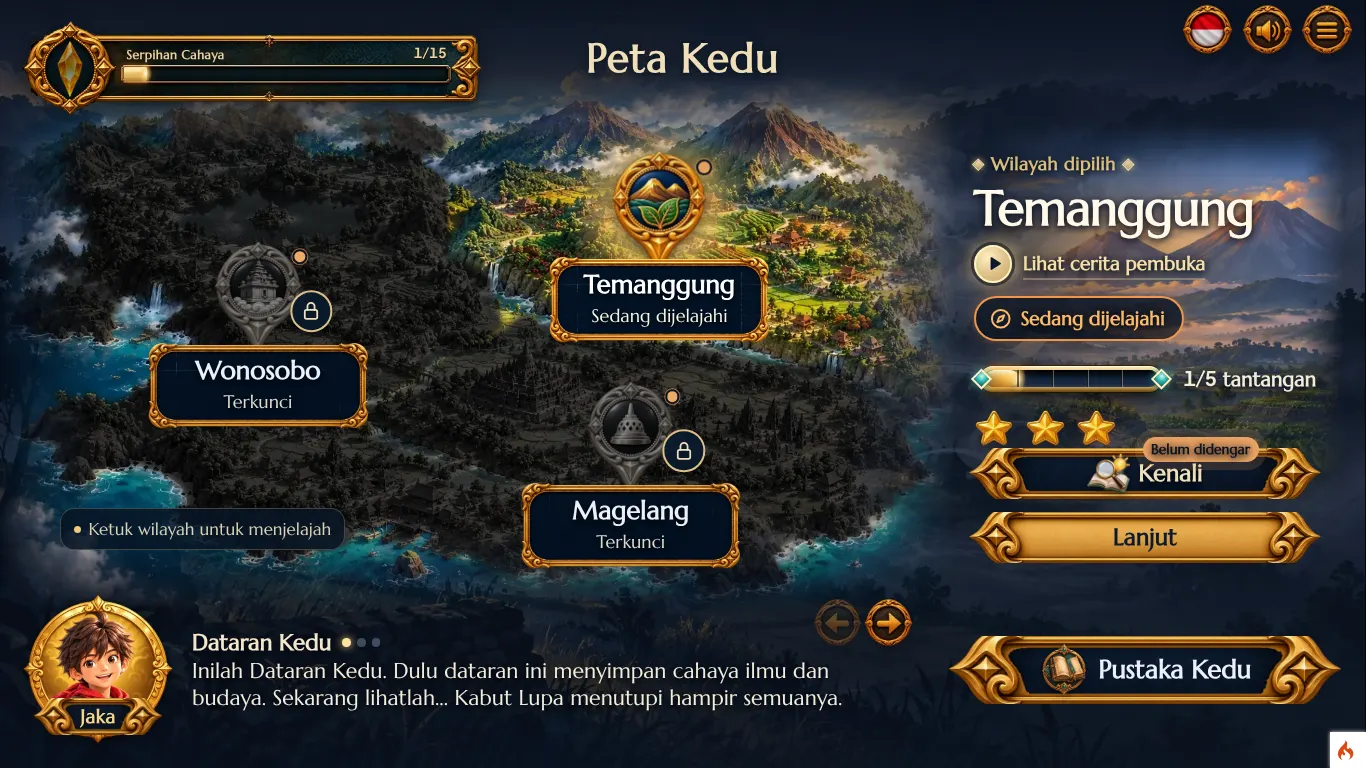 Serpihan Cahaya
1/15
Peta Kedu
Temanggung
Sedang dijelajahi
Wonosobo
Terkunci
Magelang
Terkunci
Ketuk wilayah untuk menjelajah
Wilayah dipilih
Temanggung
Lihat cerita pembuka
Sedang dijelajahi
1/5 tantangan
Belum didengar
Kenali
Lanjut
Jaka
Dataran Kedu
Inilah Dataran Kedu. Dulu dataran ini menyimpan cahaya ilmu dan
budaya. Sekarang lihatlah... Kabut Lupa menutupi hampir semuanya.
Pustaka Kedu